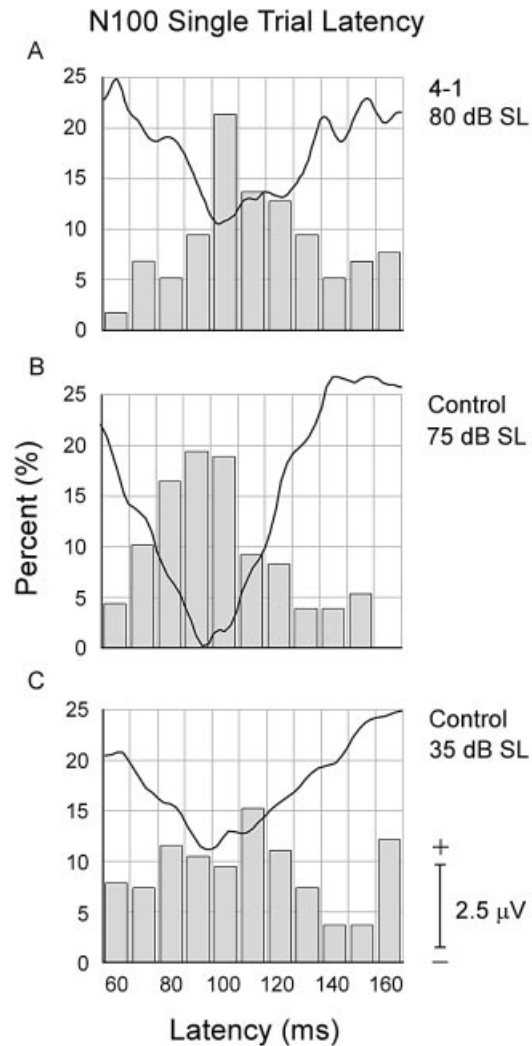 N100 Single Trial Latency
A
25
20
15
10
5
0
4-1
80 dB SL
B
25
20
15
10
5
0
Control
75 dB SL
Percent (%)
C
25
20
15
10
5
0
Control
35 dB SL
+
2.5 μV
–
60 80 100 120 140 160
Latency (ms)